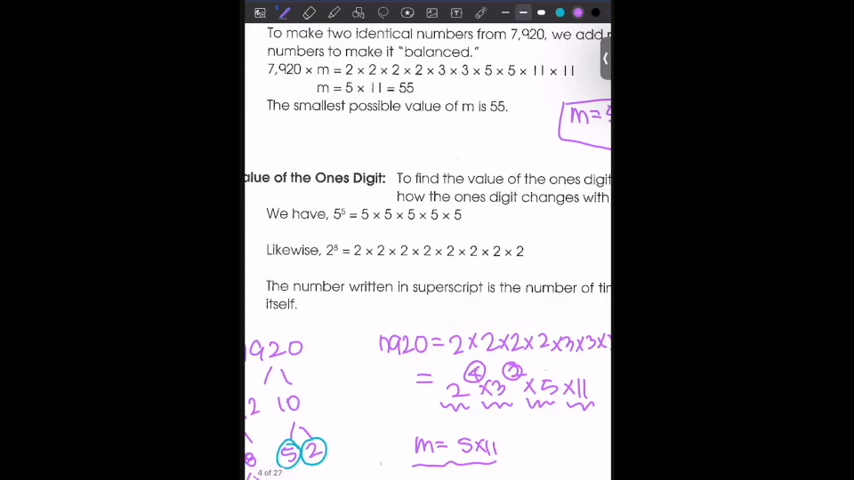 To make two identical numbers from 7,920, we add
numbers to make it “balanced.”
7,920 × m = 2 × 2 × 2 × 2 × 3 × 3 × 5 × 5 × 11 × 11
m = 5 × 11 = 55
The smallest possible value of m is 55.
m=
alue of the Ones Digit: To find the value of the ones digit
how the ones digit changes with
We have, 5⁵ = 5 × 5 × 5 × 5 × 5
Likewise, 2⁸ = 2 × 2 × 2 × 2 × 2 × 2 × 2 × 2
The number written in superscript is the number of
itself.
920
2 10
8 5 2
7920 = 2×2×2×2×3×3×
= 2⁴ ×3² ×5×11
m= 5×11
4 of 27